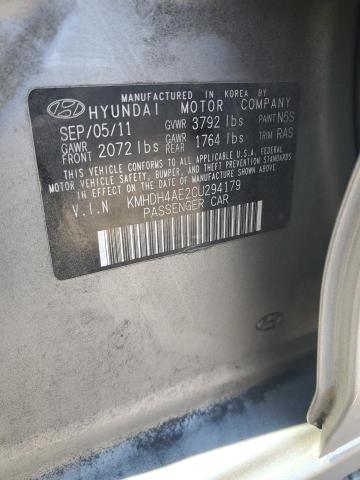 MANUFACTURED IN KOREA BY
HYUNDAI MOTOR COMPANY
SEP/05/11 GVWR 3792 lbs PAINT N5S
GAWR FRONT 2072 lbs GAWR REAR 1764 lbs TRIM RAS
THIS VEHICLE CONFORMS TO ALL APPLICABLE FEDERAL
MOTOR VEHICLE SAFETY, BUMPER, AND THEFT PREVENTION STANDARDS
IN EFFECT ON THE DATE OF MANUFACTURE SHOWN ABOVE.
V.I.N KMHDH4AE2CU294179
PASSENGER CAR